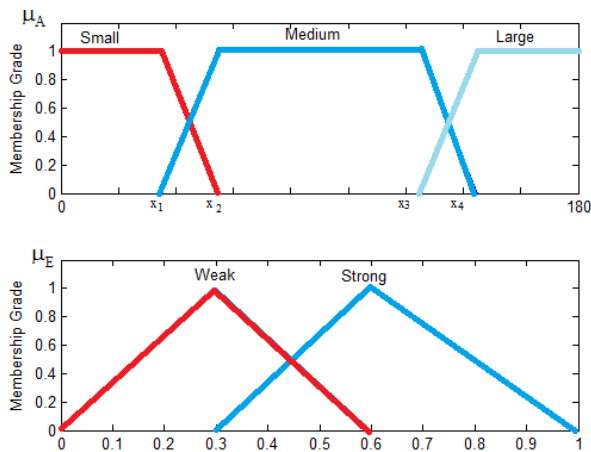 μA
Small Medium Large
Membership Grade
1
0.8
0.6
0.4
0.2
0
0 x1 x2 x3 x4 180
μE
Weak Strong
Membership Grade
1
0.8
0.6
0.4
0.2
0
0 0.1 0.2 0.3 0.4 0.5 0.6 0.7 0.8 0.9 1